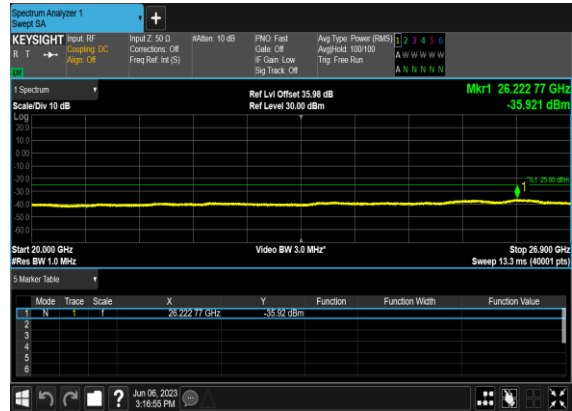 Spectrum Analyzer 1
Swept SA
+
KEYSIGHT Input: RF Input Z: 50 Ω #Atten: 10 dB PNO: Fast Avg Type: Power (RMS) 1 2 3 4 5 6
R T Coupling: DC Corrections: Off Gate: Off Avg|Hold: 100/100 A W W W W W
Align: Off Freq Ref: Int (S) IF Gain: Low Trig: Free Run
Sig Track: Off A N N N N N
1 Spectrum Ref Lvl Offset 35.98 dB Mkr1 26.222 77 GHz
Scale/Div 10 dB Ref Level 30.00 dBm -35.921 dBm
Log
20.0
10.0
0.00
-10.0
-20.0
DL1 -25.00 dBm
1
-30.0
-40.0
-50.0
-60.0
Start 20.000 GHz Video BW 3.0 MHz* Stop 26.900 GHz
#Res BW 1.0 MHz Sweep 13.3 ms (40001 pts)
5 Marker Table
Mode Trace Scale X Y Function Function Width Function Value
1 N 1 f 26.222 77 GHz -35.92 dBm
2
3
4
5
6
? Jun 06, 2023
3:16:55 PM